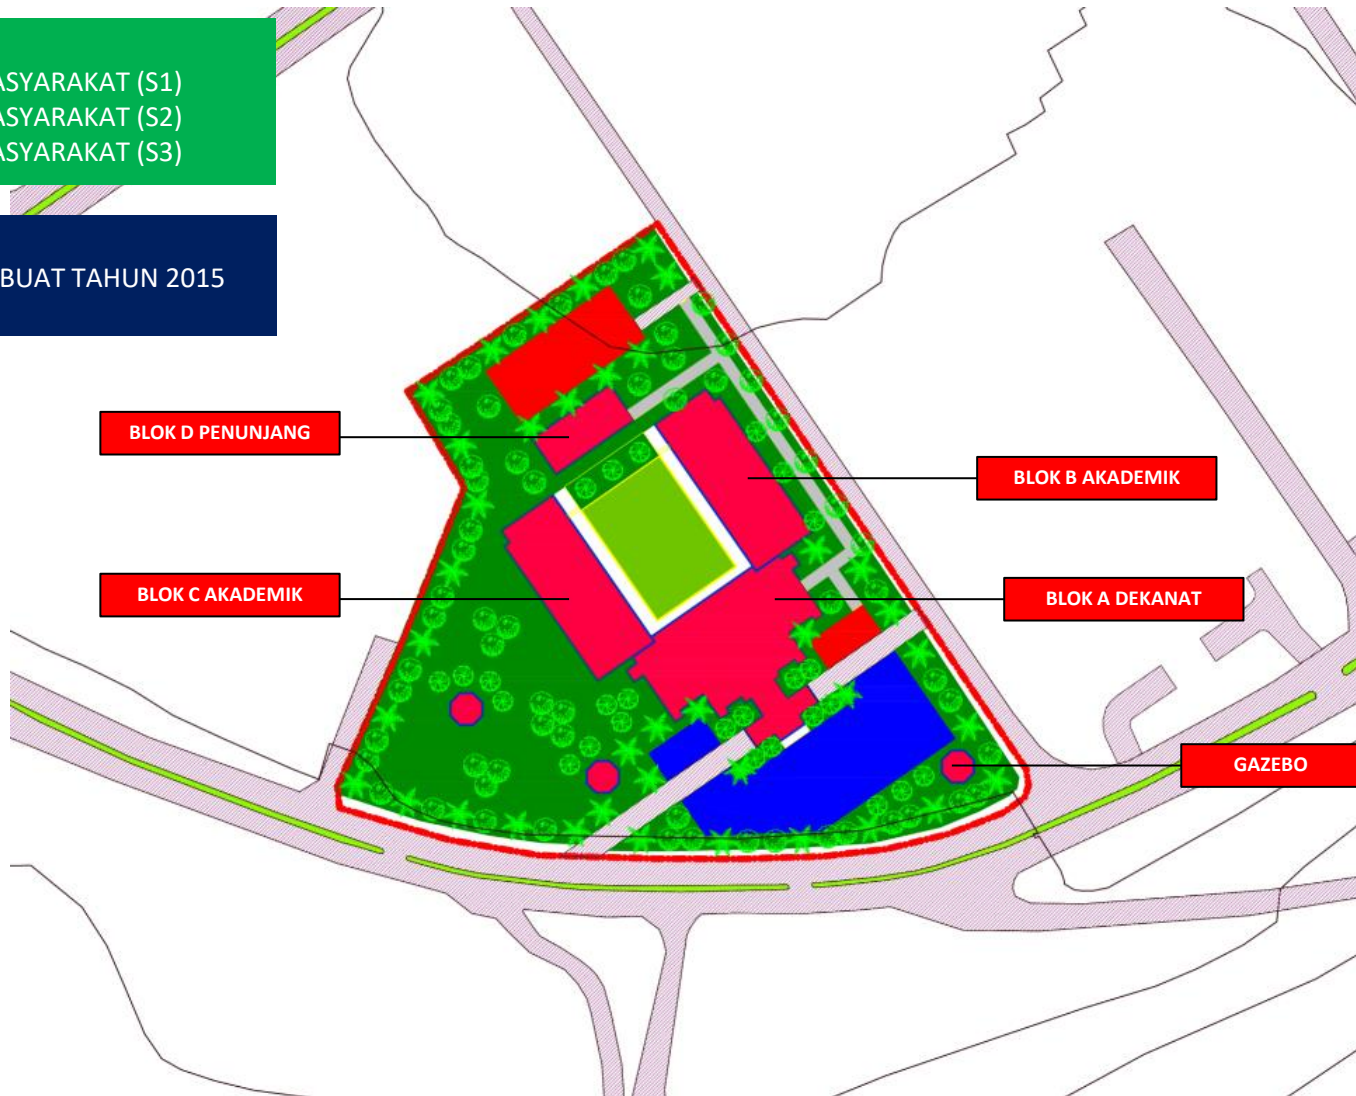 ASYARAKAT (S1)
ASYARAKAT (S2)
ASYARAKAT (S3)
BUAT TAHUN 2015
BLOK D PENUNJANG
BLOK B AKADEMIK
BLOK C AKADEMIK
BLOK A DEKANAT
GAZEBO